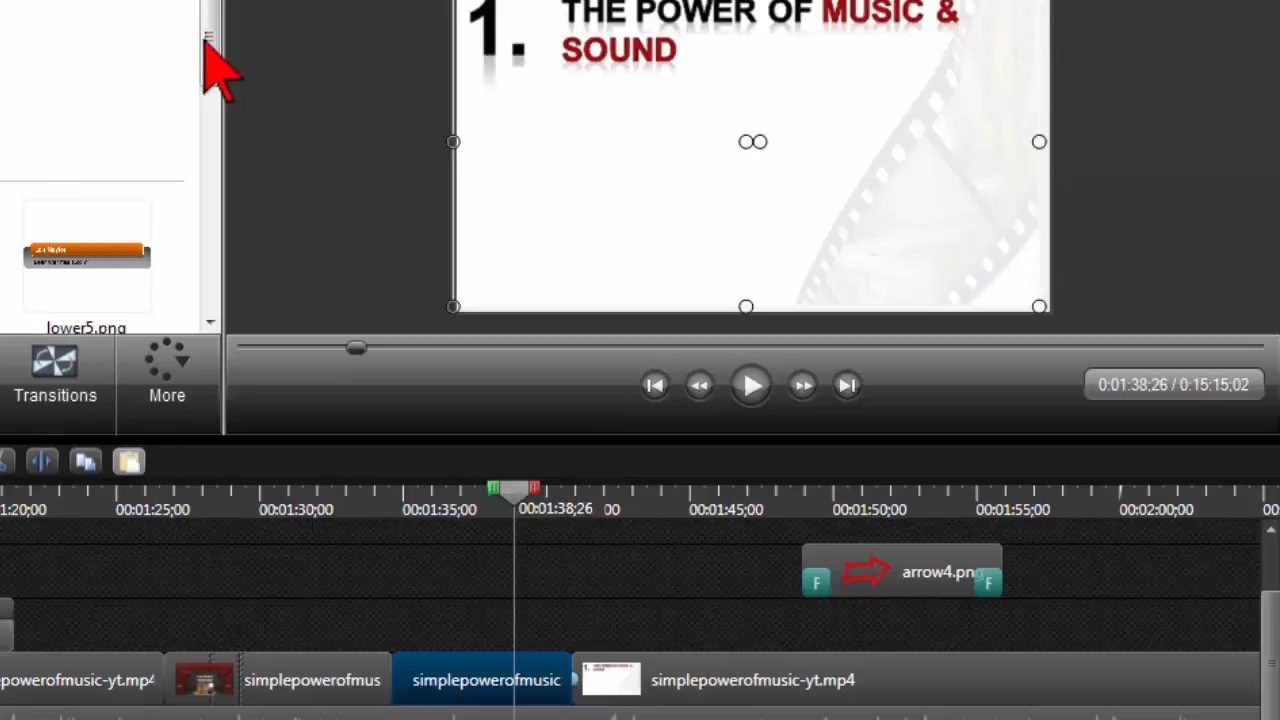 1.
THE POWER OF MUSIC &
SOUND
lower5.png
Transitions
More
0:01:38;26 / 0:15:15;02
1:20;00
00:01:25;00
00:01:30;00
00:01:35;00
00:01:38;26
00
00:01:45;00
00:01:50;00
00:01:55;00
00:02:00;00
00
F
arrow4.png
F
powerofmusic-yt.mp4
simplepowerofmus
simplepowerofmusic
simplepowerofmusic-yt.mp4